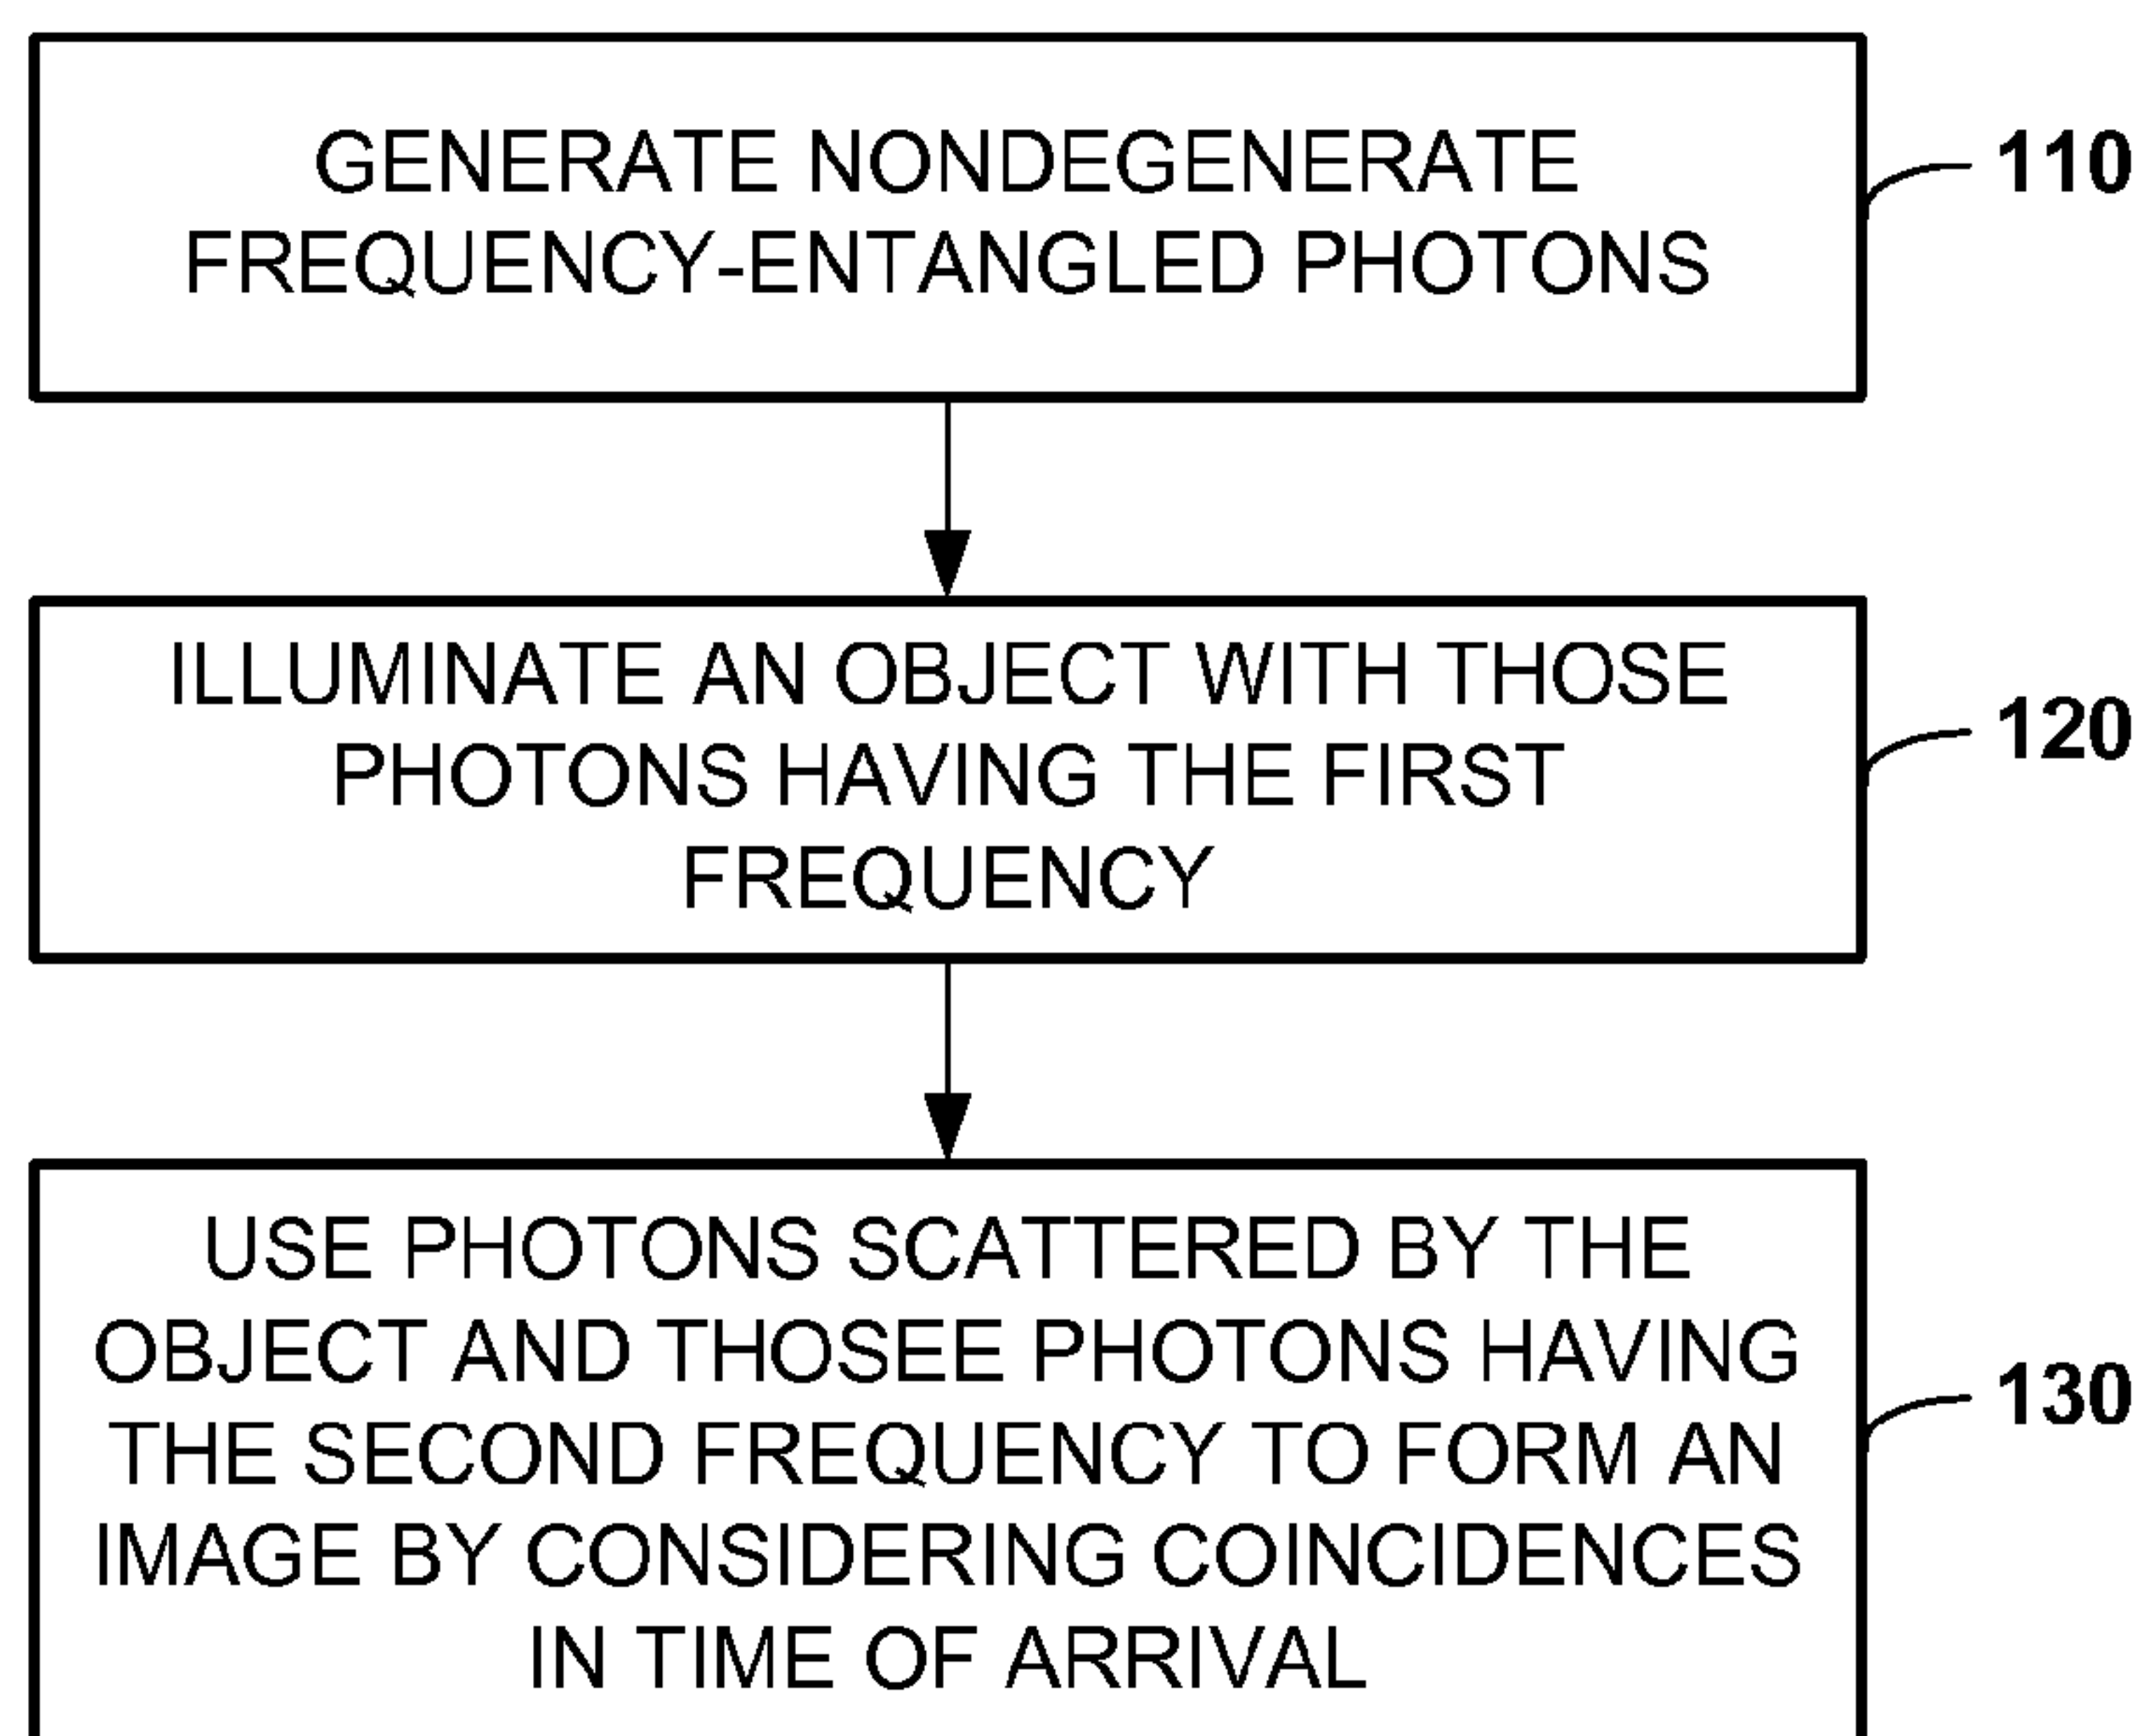 GENERATE NONDEGENERATE
FREQUENCY-ENTANGLED PHOTONS
110
ILLUMINATE AN OBJECT WITH THOSE
PHOTONS HAVING THE FIRST
FREQUENCY
120
USE PHOTONS SCATTERED BY THE
OBJECT AND THOSEE PHOTONS HAVING
THE SECOND FREQUENCY TO FORM AN
IMAGE BY CONSIDERING COINCIDENCES
IN TIME OF ARRIVAL
130